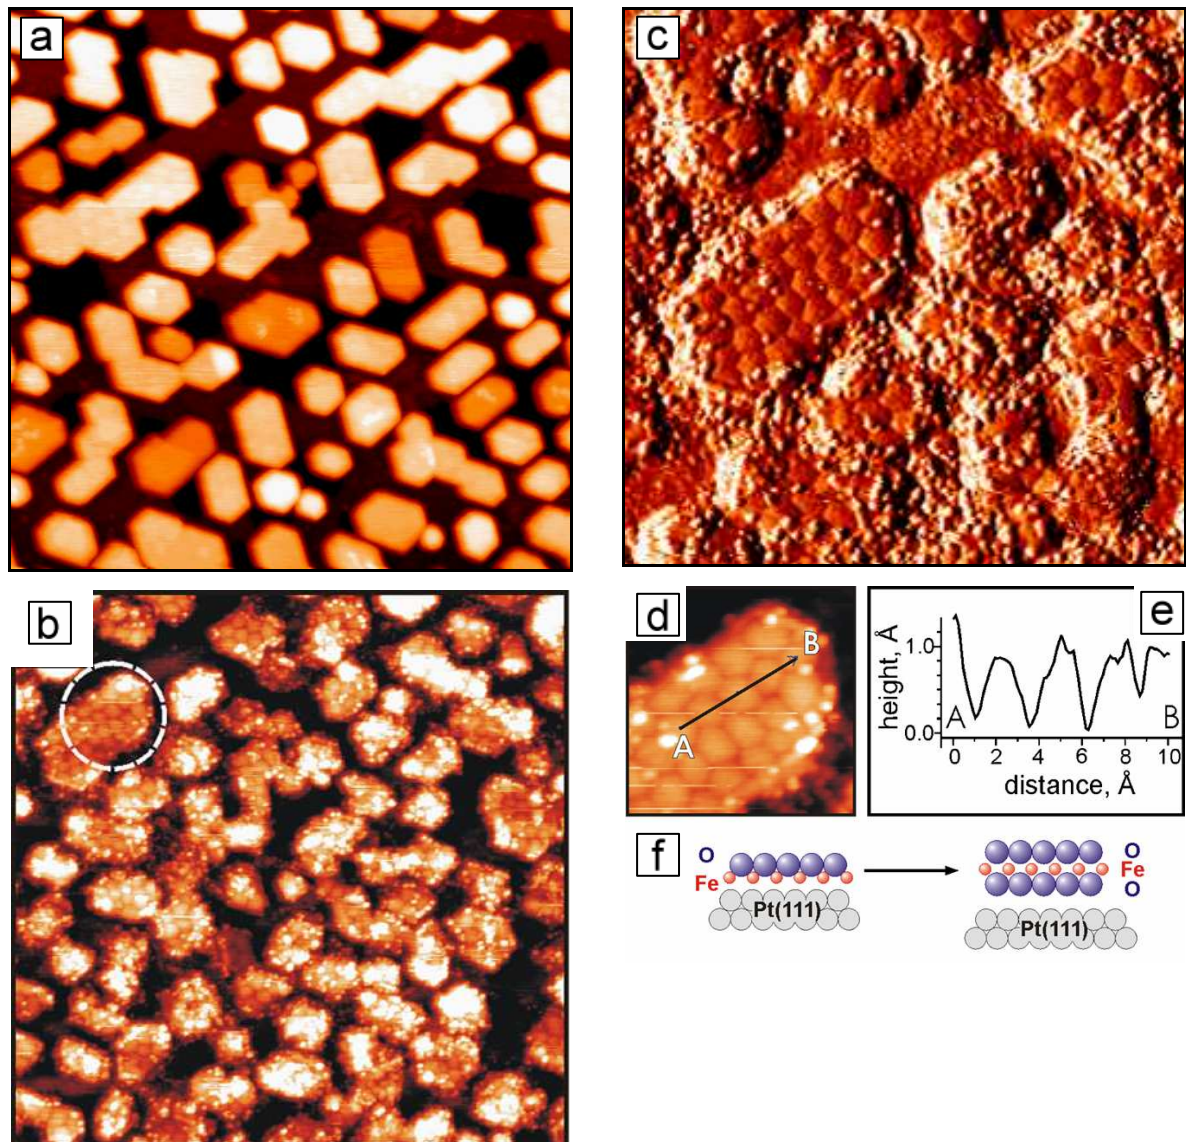 a
c
b
d
B
A
e
height, Å
1.0
0.0
A
B
0 2 4 6 8 10
distance, Å
f
O
Fe
Pt(111)
O
Fe
O
Pt(111)